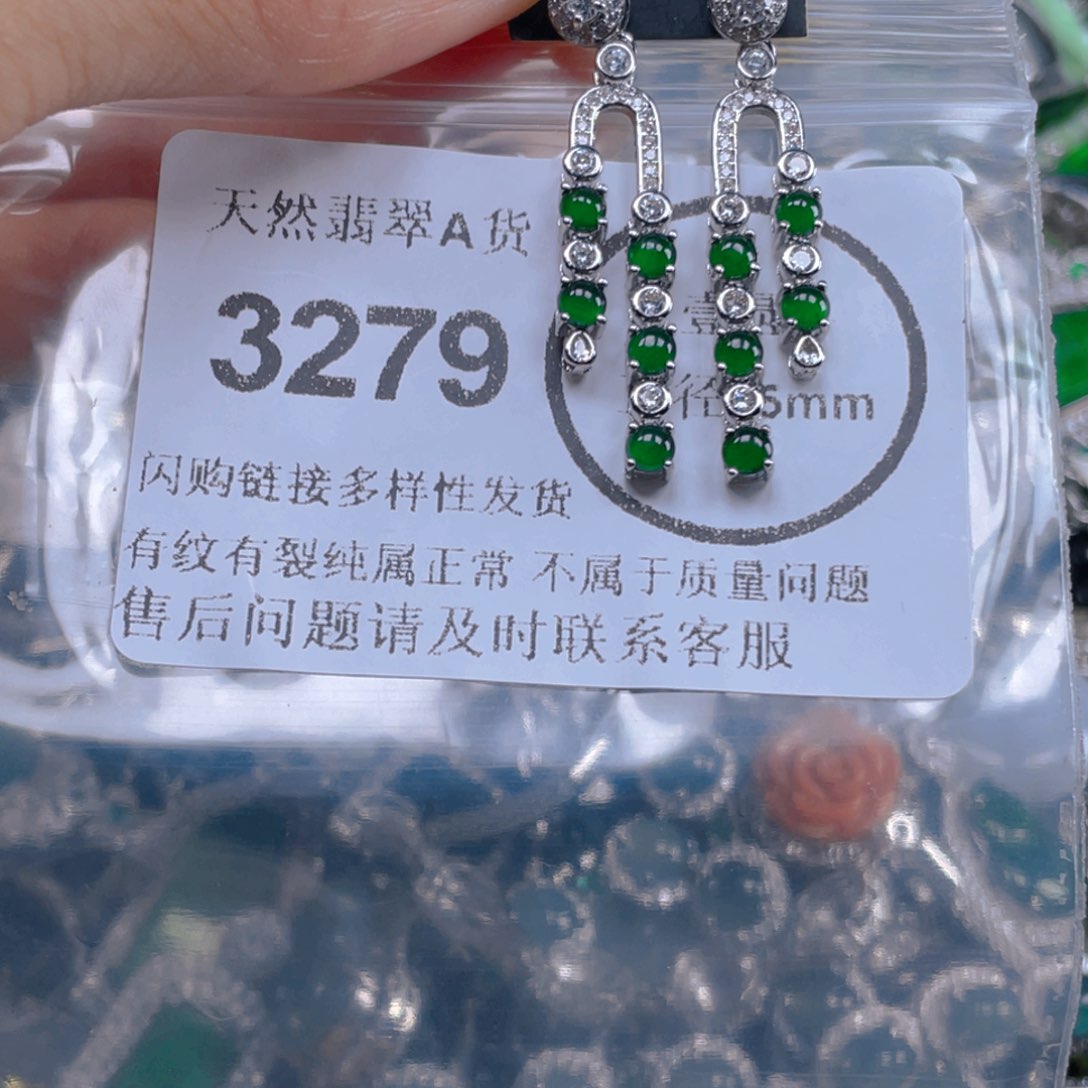 天然翡翠A货
3279
径 5mm
闪购链接多样性发货
有纹有裂纯属正常 不属于质量问题
售后问题请及时联系客服